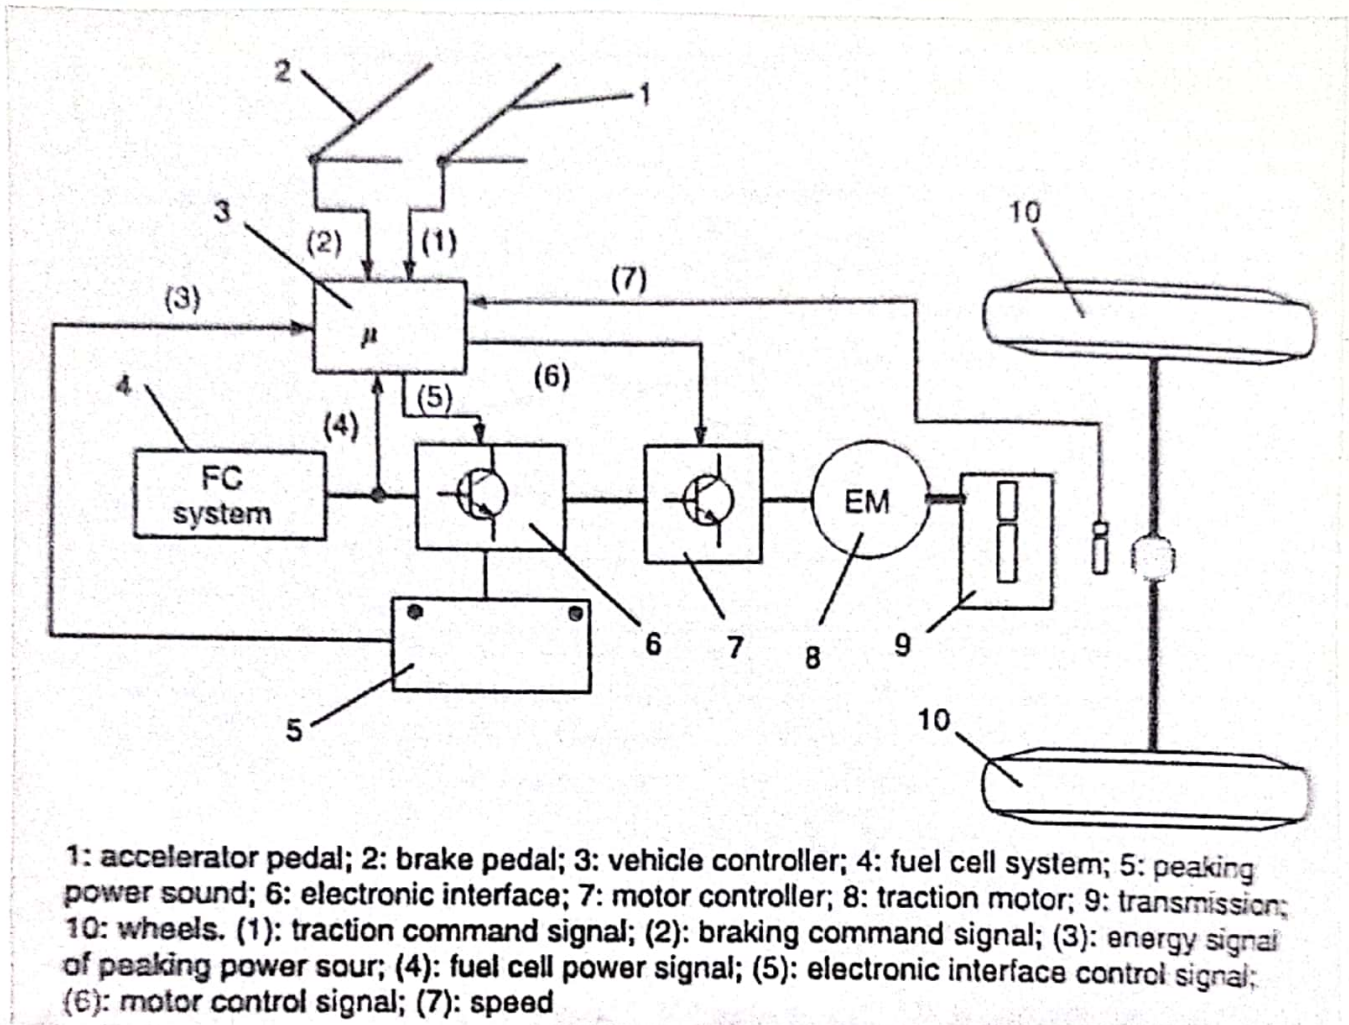 2
1
3
(2)
(1)
10
(7)
(3)
μ
4
(6)
(5)
(4)
FC
system
EM
6
7
8
9
5
10
1: accelerator pedal; 2: brake pedal; 3: vehicle controller; 4: fuel cell system; 5: peaking
power sound; 6: electronic interface; 7: motor controller; 8: traction motor; 9: transmission;
10: wheels. (1): traction command signal; (2): braking command signal; (3): energy signal
of peaking power sour; (4): fuel cell power signal; (5): electronic interface control signal;
(6): motor control signal; (7): speed